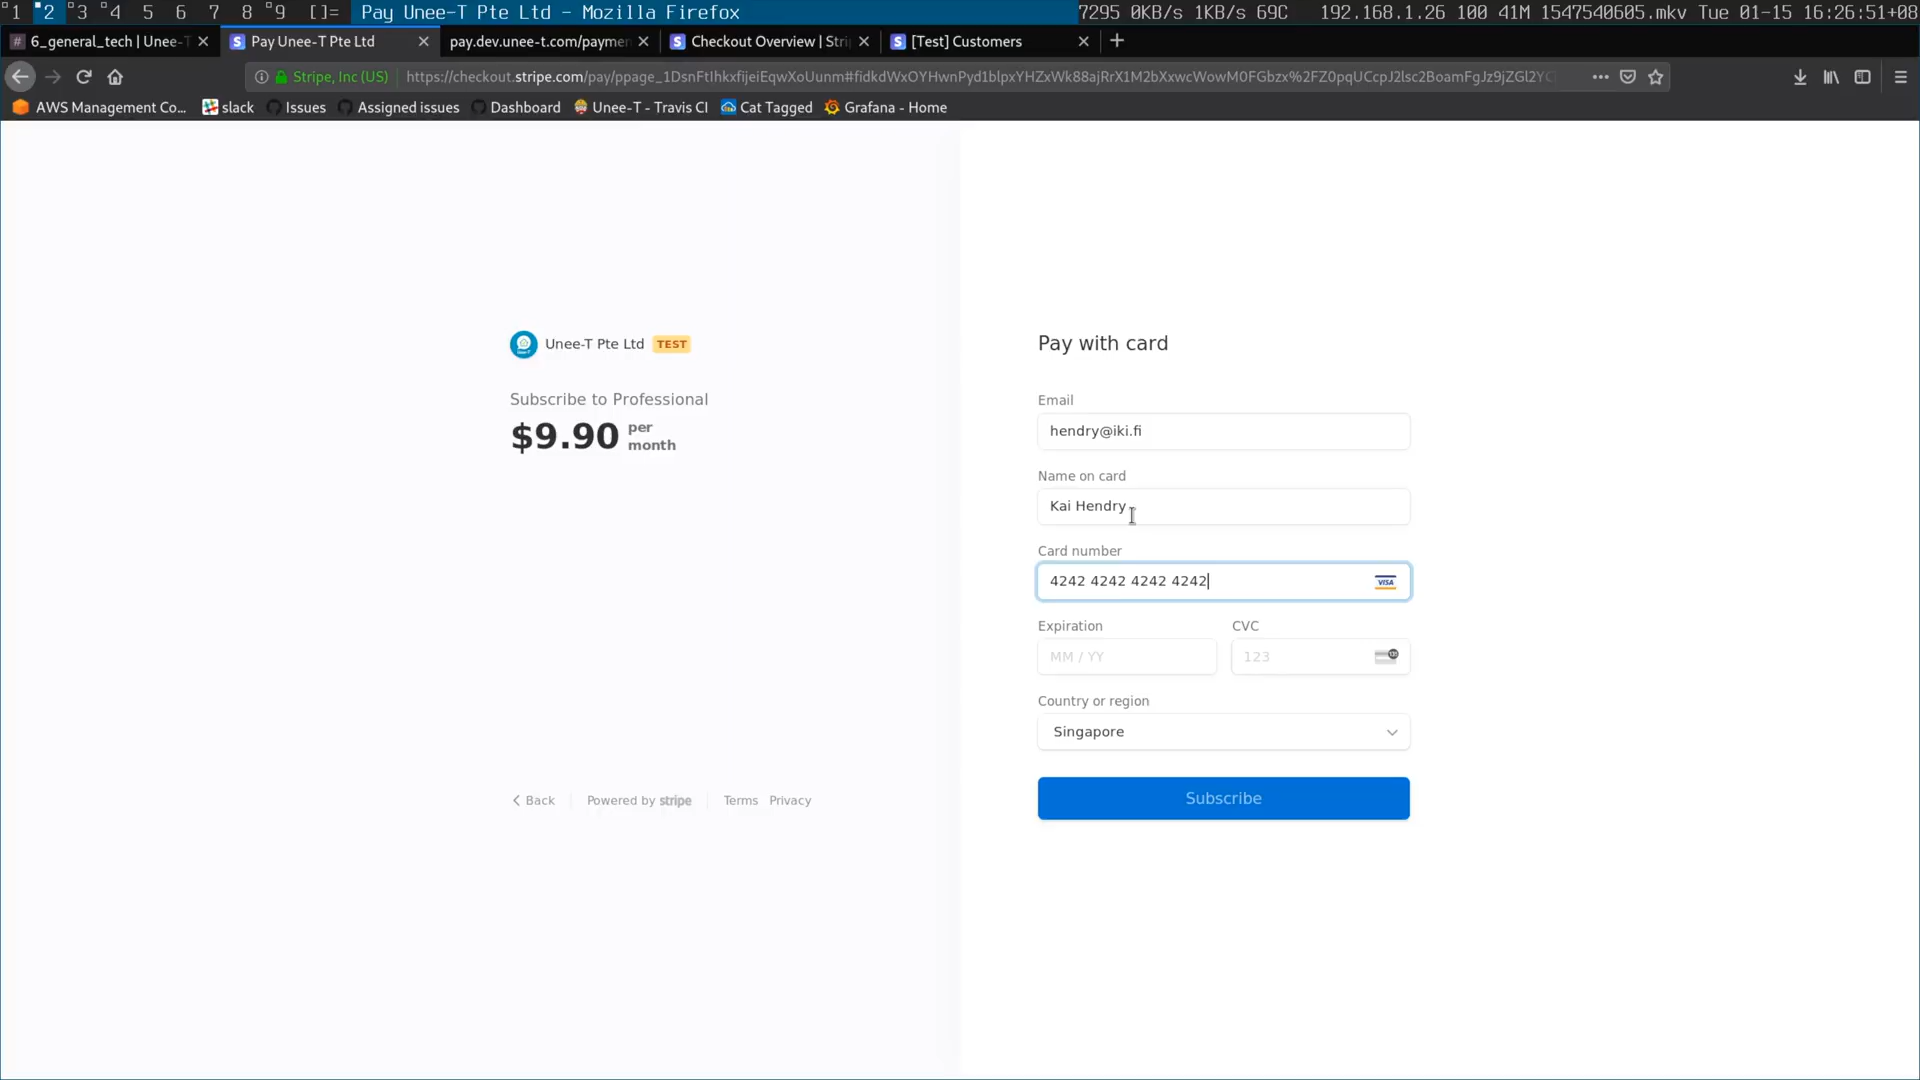 1 2 3 4 5 6 7 8 9 []= Pay Unee-T Pte Ltd - Mozilla Firefox 7295 0KB/s 1KB/s 69C 192.168.1.26 100 41M 1547540605.mkv Tue 01-15 16:26:51+08
# 6_general_tech | Unee-T Pay Unee-T Pte Ltd pay.dev.unee-t.com/paymen Checkout Overview | Stri [Test] Customers
Stripe, Inc (US) https://checkout.stripe.com/pay/
AWS Management Co... slack Issues Assigned issues Dashboard Unee-T - Travis CI Cat Tagged Grafana - Home
Unee-T Pte Ltd TEST
Subscribe to Professional
$9.90 per month
Back Powered by stripe Terms Privacy
Pay with card
Email
hendry@iki.fi
Name on card
Kai Hendry
Card number
4242 4242 4242 4242 VISA
Expiration CVC
MM / YY 123
Country or region
Singapore
Subscribe